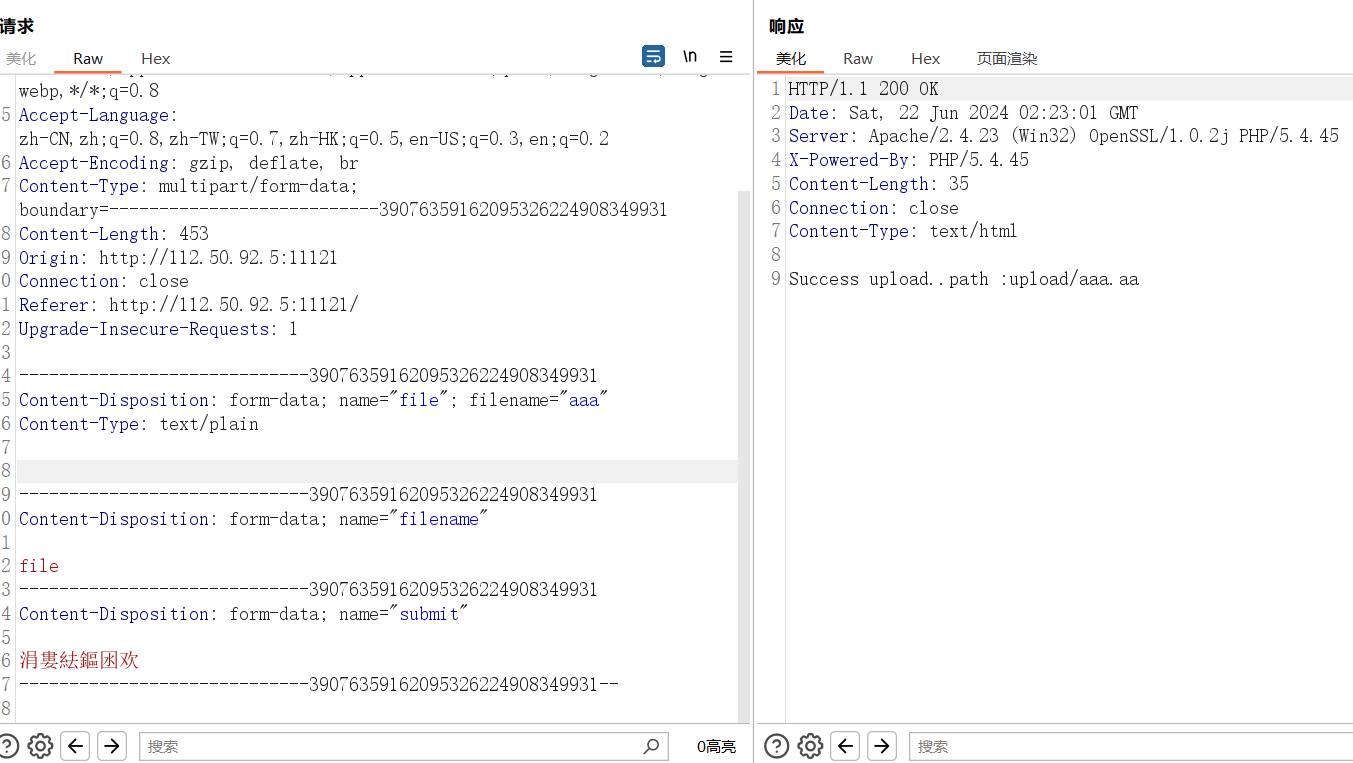 请求
美化
Raw
Hex
\n
webp,*/*;q=0.8
5 Accept-Language:
zh-CN,zh;q=0.8,zh-TW;q=0.7,zh-HK;q=0.5,en-US;q=0.3,en;q=0.2
6 Accept-Encoding: gzip, deflate, br
7 Content-Type: multipart/form-data;
boundary=---------------------------390763591620953262249083​49931
8 Content-Length: 453
9 Origin: http://112.50.92.5:11121
0 Connection: close
1 Referer: http://112.50.92.5:11121/
2 Upgrade-Insecure-Requests: 1
3
4 -----------------------------39076359162095326224908349931
5 Content-Disposition: form-data; name="file"; filename="aaa"
6 Content-Type: text/plain
7
8
9 -----------------------------39076359162095326224908349931
0 Content-Disposition: form-data; name="filename"
1
2 file
3 -----------------------------39076359162095326224908349931
4 Content-Disposition: form-data; name="submit"
5
6 涓婁紶鏂囦欢
7 -----------------------------39076359162095326224908349931--
8
搜索
0高亮
响应
美化
Raw
Hex
页面渲染
1 HTTP/1.1 200 OK
2 Date: Sat, 22 Jun 2024 02:23:01 GMT
3 Server: Apache/2.4.23 (Win32) OpenSSL/1.0.2j PHP/5.4.45
4 X-Powered-By: PHP/5.4.45
5 Content-Length: 35
6 Connection: close
7 Content-Type: text/html
8
9 Success upload..path :upload/aaa.aa
搜索